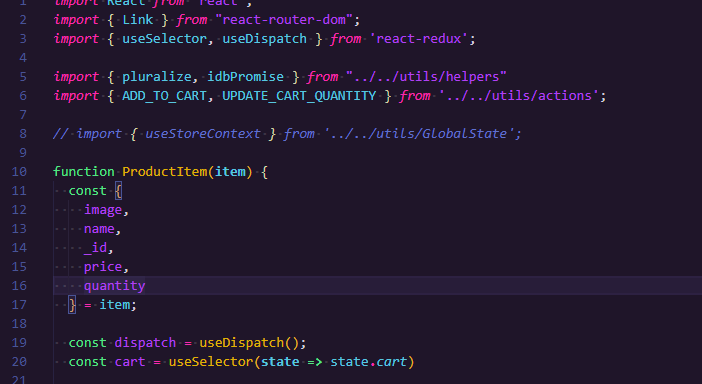 1 import React from 'react';
2 import { Link } from "react-router-dom";
3 import { useSelector, useDispatch } from 'react-redux';
4
5 import { pluralize, idbPromise } from "../../utils/helpers"
6 import { ADD_TO_CART, UPDATE_CART_QUANTITY } from '../../utils/actions';
7
8 // import { useStoreContext } from '../../utils/GlobalState';
9
10 function ProductItem(item) {
11 const {
12 image,
13 name,
14 _id,
15 price,
16 quantity
17 } = item;
18
19 const dispatch = useDispatch();
20 const cart = useSelector(state => state.cart)
21